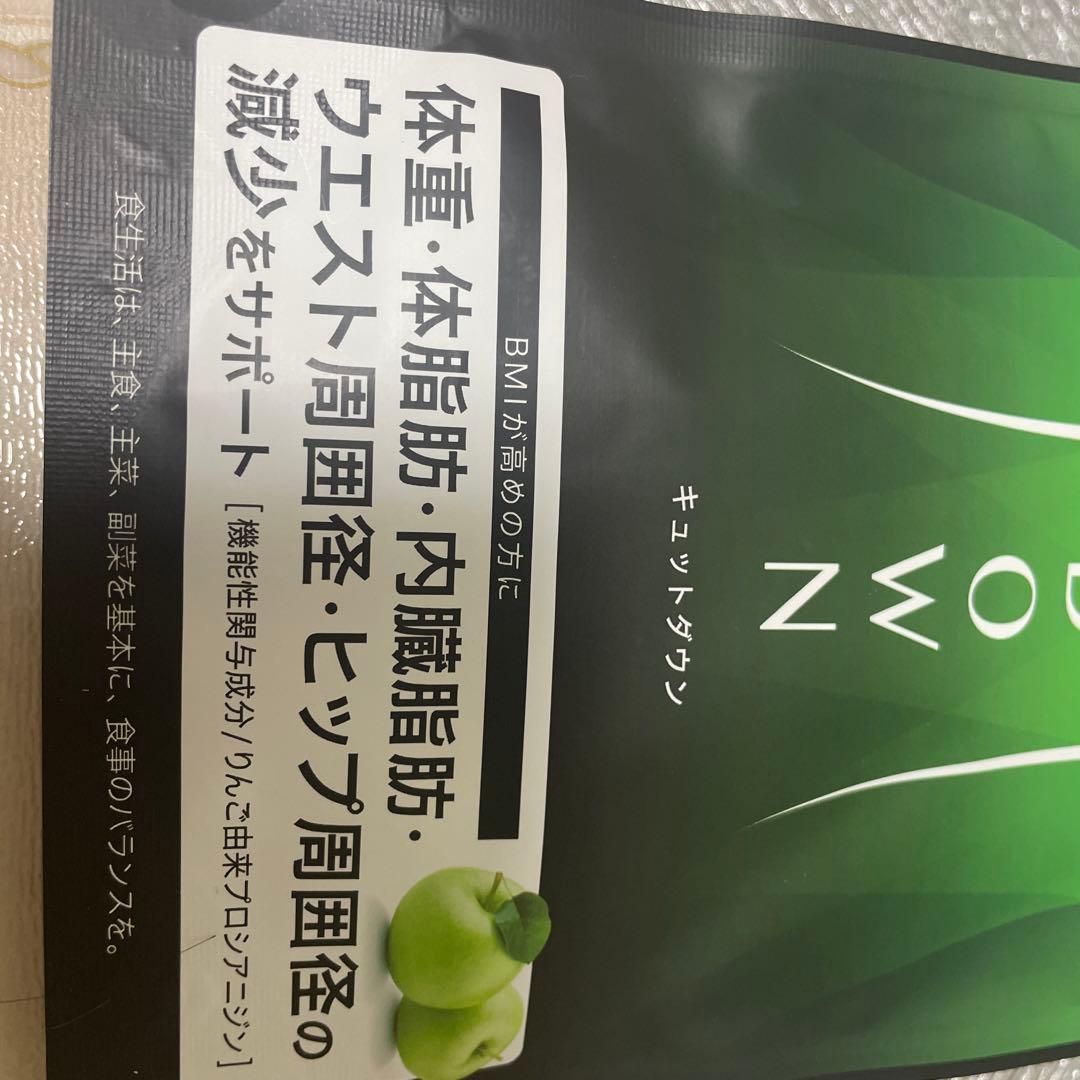 O
W
N
キュットダウン
BMIが高めの方に
体重・体脂肪・内臓脂肪・
ウエスト周囲径・ヒップ周囲径の
減少をサポート [機能性関与成分/りんご由来プロシアニジン]
食生活は、主食、主菜、副菜を基本に、食事のバランスを。